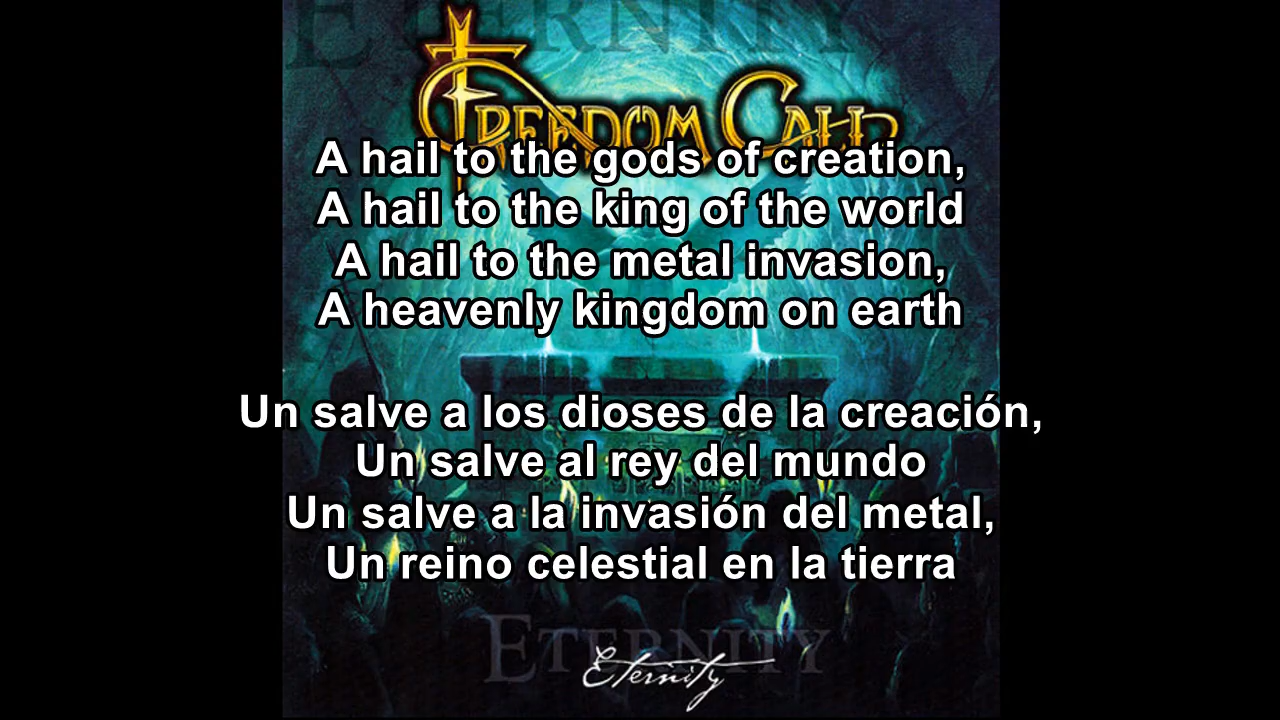 ETERNITY
FREEDOM CALL
A hail to the gods of creation,
A hail to the king of the world
A hail to the metal invasion,
A heavenly kingdom on earth
Un salve a los dioses de la creación,
Un salve al rey del mundo
Un salve a la invasión del metal,
Un reino celestial en la tierra
ETERNITY
Eternity